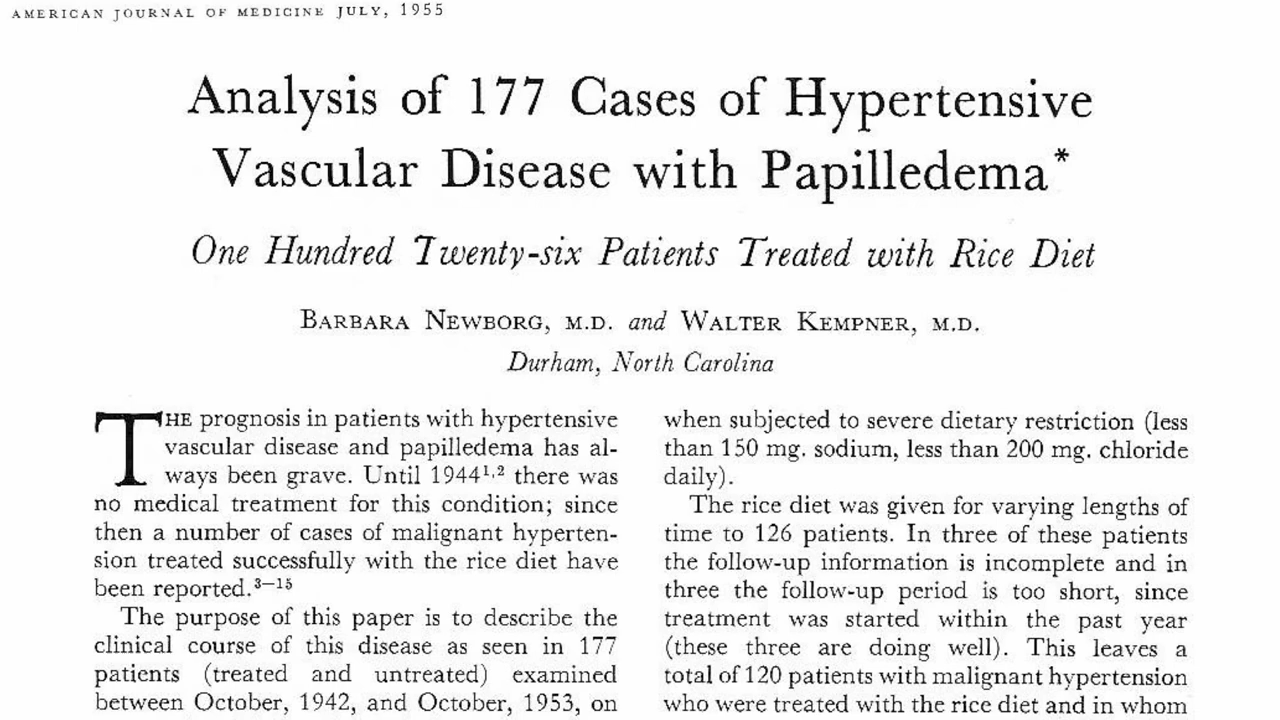 AMERICAN JOURNAL OF MEDICINE JULY, 1955
Analysis of 177 Cases of Hypertensive
Vascular Disease with Papilledema*
One Hundred Twenty-six Patients Treated with Rice Diet
BARBARA NEWBORG, M.D. and WALTER KEMPNER, M.D.
Durham, North Carolina
THE prognosis in patients with hypertensive
vascular disease and papilledema has al-
ways been grave. Until 1944¹,² there was
no medical treatment for this condition; since
then a number of cases of malignant hyperten-
sion treated successfully with the rice diet have
been reported.³⁻¹⁵
The purpose of this paper is to describe the
clinical course of this disease as seen in 177
patients (treated and untreated) examined
between October, 1942, and October, 1953, on
when subjected to severe dietary restriction (less
than 150 mg. sodium, less than 200 mg. chloride
daily).
The rice diet was given for varying lengths of
time to 126 patients. In three of these patients
the follow-up information is incomplete and in
three the follow-up period is too short, since
treatment was started within the past year
(these three are doing well). This leaves a
total of 120 patients with malignant hypertension
who were treated with the rice diet and in whom